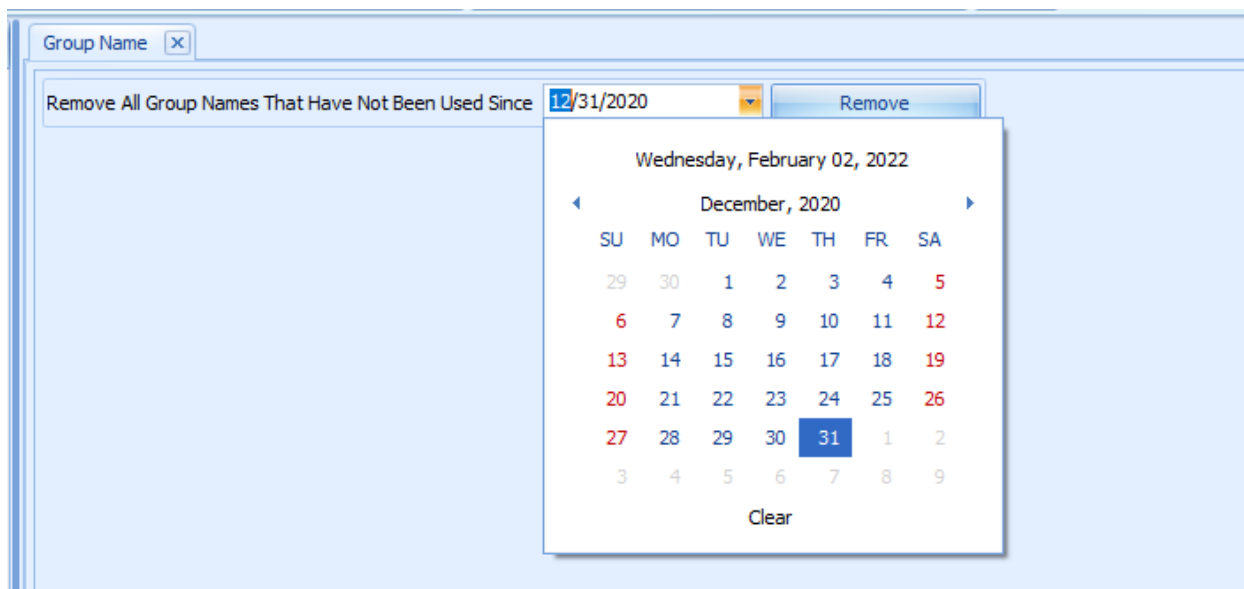 Group Name
Remove All Group Names That Have Not Been Used Since 12/31/2020 Remove
Wednesday, February 02, 2022
December, 2020
SU MO TU WE TH FR SA
29 30 1 2 3 4 5
6 7 8 9 10 11 12
13 14 15 16 17 18 19
20 21 22 23 24 25 26
27 28 29 30 31 1 2
3 4 5 6 7 8 9
Clear